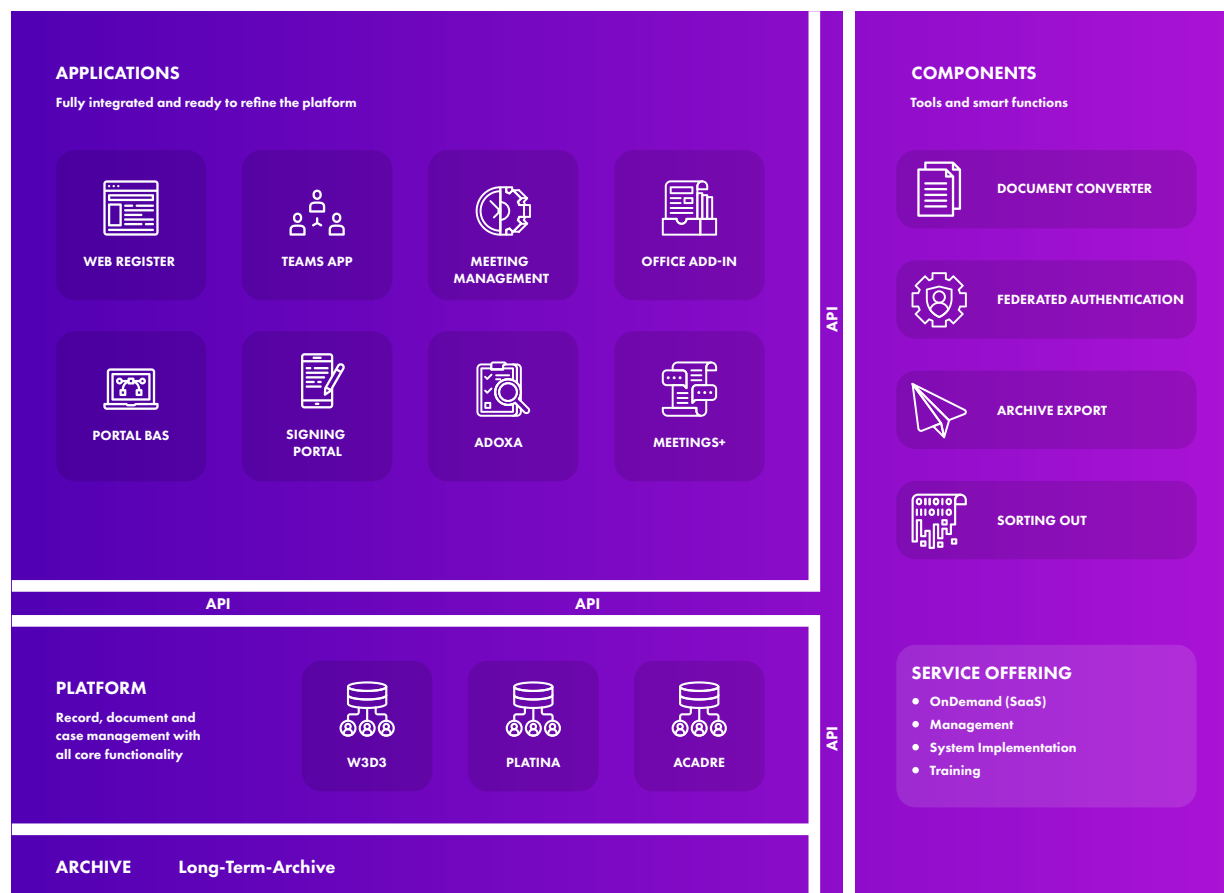 APPLICATIONS
Fully integrated and ready to refine the platform
WEB REGISTER
TEAMS APP
MEETING
MANAGEMENT
OFFICE ADD-IN
PORTAL BAS
SIGNING
PORTAL
ADOXA
MEETINGS+
API
API
API
PLATFORM
Record, document and
case management with
all core functionality
W3D3
PLATINA
ACADRE
API
ARCHIVE Long-Term-Archive
COMPONENTS
Tools and smart functions
DOCUMENT CONVERTER
FEDERATED AUTHENTICATION
ARCHIVE EXPORT
011010
1110110
SORTING OUT
SERVICE OFFERING
• OnDemand (SaaS)
• Management
• System Implementation
• Training